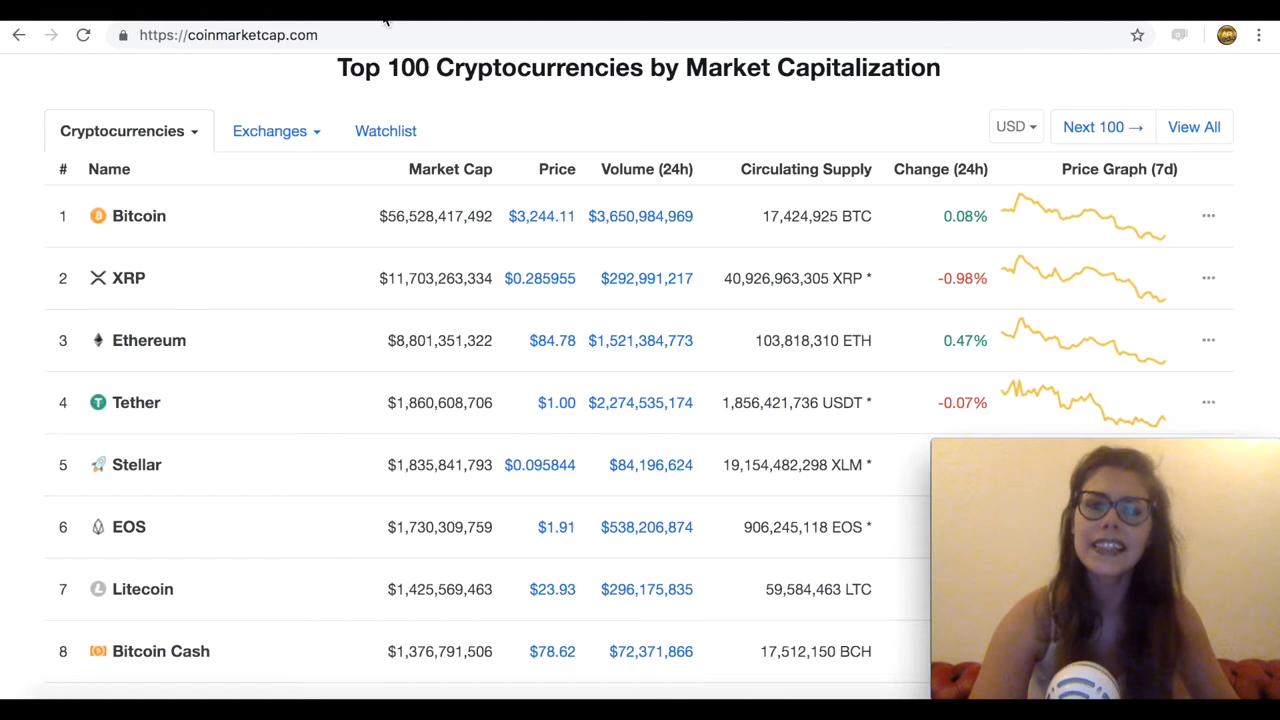 https://coinmarketcap.com
Top 100 Cryptocurrencies by Market Capitalization
Cryptocurrencies Exchanges Watchlist USD Next 100 → View All
# Name Market Cap Price Volume (24h) Circulating Supply Change (24h) Price Graph (7d)
1 Bitcoin $56,528,417,492 $3,244.11 $3,650,984,969 17,424,925 BTC 0.08%
2 XRP $11,703,263,334 $0.285955 $292,991,217 40,926,963,305 XRP * -0.98%
3 Ethereum $8,801,351,322 $84.78 $1,521,384,773 103,818,310 ETH 0.47%
4 Tether $1,860,608,706 $1.00 $2,274,535,174 1,856,421,736 USDT * -0.07%
5 Stellar $1,835,841,793 $0.095844 $84,196,624 19,154,482,298 XLM *
6 EOS $1,730,309,759 $1.91 $538,206,874 906,245,118 EOS *
7 Litecoin $1,425,569,463 $23.93 $296,175,835 59,584,463 LTC
8 Bitcoin Cash $1,376,791,506 $78.62 $72,371,866 17,512,150 BCH